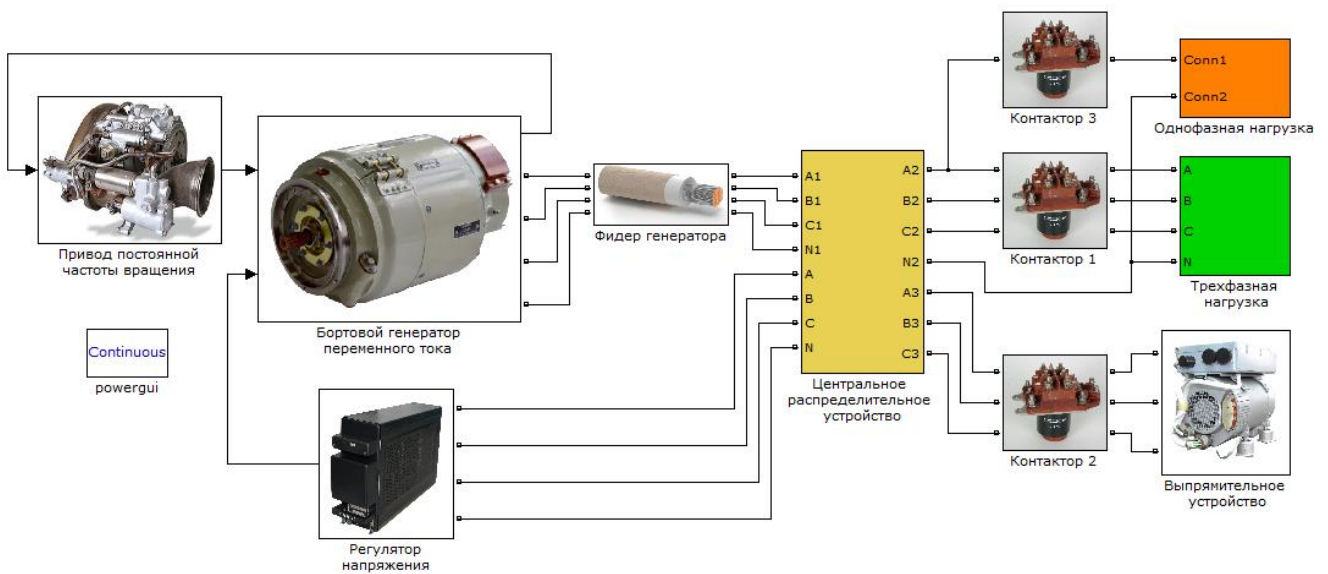 Контактор 3
Conn1
Conn2
Однофазная нагрузка
Привод постоянной
частоты вращения
Бортовой генератор
переменного тока
Continuous
powergui
Фидер генератора
A1
B1
C1
N1
A
B
C
N
A2
B2
C2
N2
A3
B3
C3
Центральное
распределительное
устройство
Контактор 1
A
B
C
N
Трехфазная
нагрузка
Контактор 2
Выпрямительное
устройство
Регулятор
напряжения